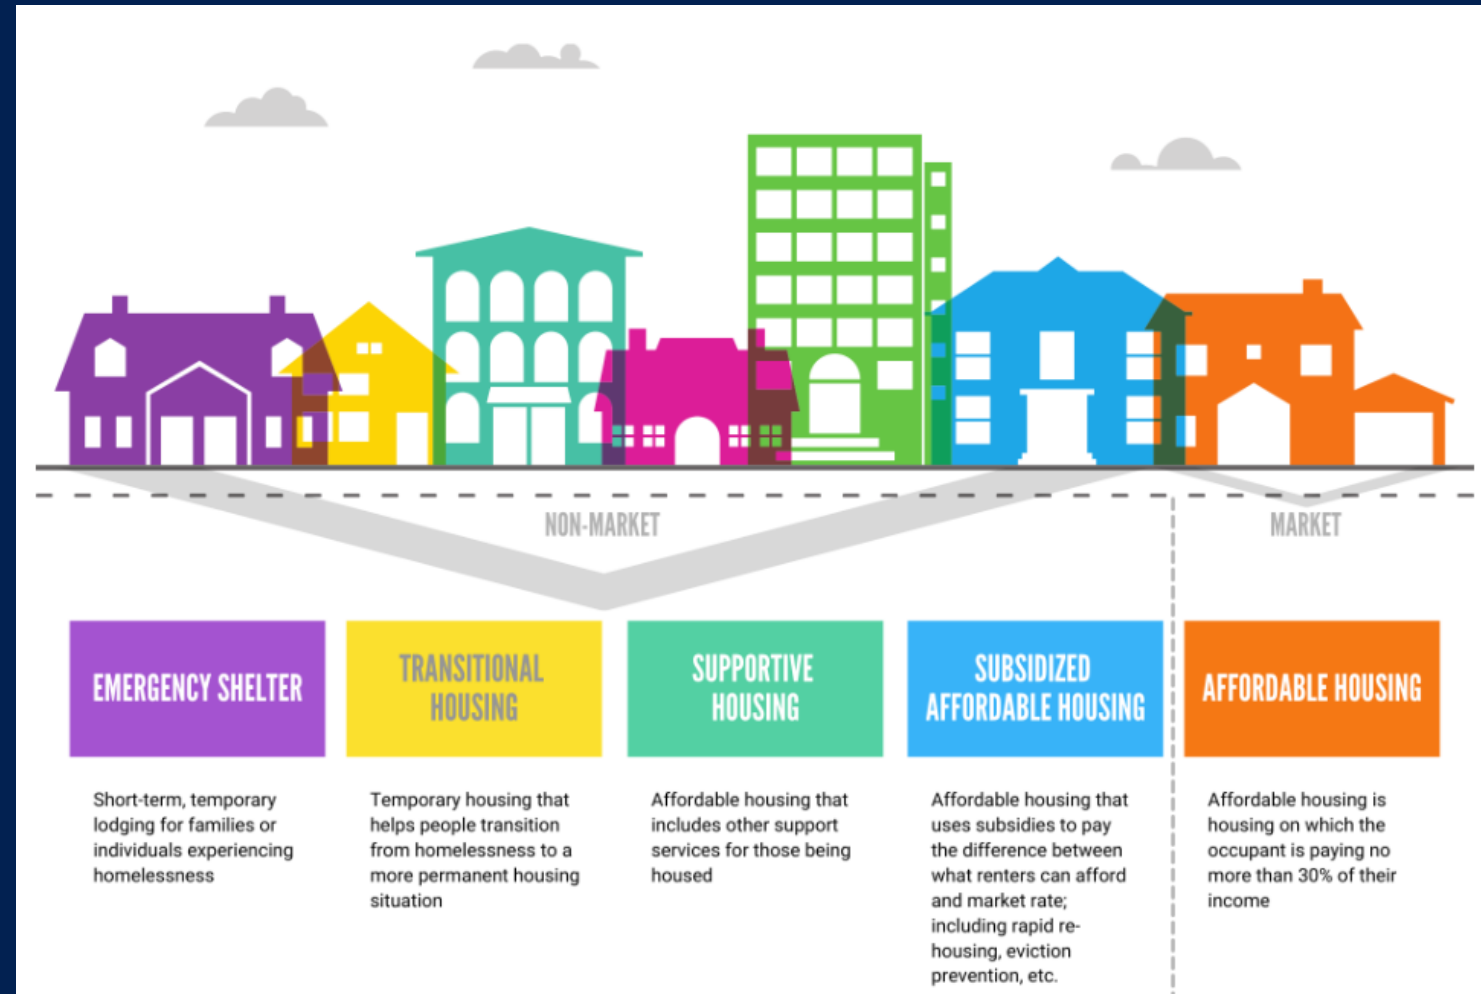 NON-MARKET
MARKET
EMERGENCY SHELTER
Short-term, temporary
lodging for families or
individuals experiencing
homelessness
TRANSITIONAL
HOUSING
Temporary housing that
helps people transition
from homelessness to a
more permanent housing
situation
SUPPORTIVE
HOUSING
Affordable housing that
includes other support
services for those being
housed
SUBSIDIZED
AFFORDABLE HOUSING
Affordable housing that
uses subsidies to pay
the difference between
what renters can afford
and market rate;
including rapid re-
housing, eviction
prevention, etc.
AFFORDABLE HOUSING
Affordable housing is
housing on which the
occupant is paying no
more than 30% of their
income